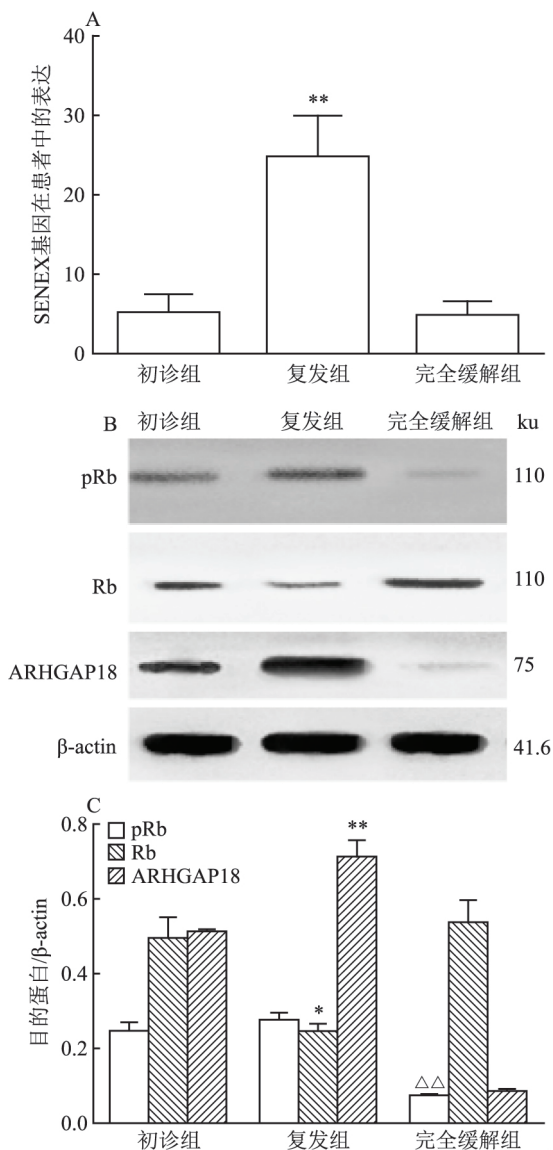 A
SENEX基因在患者中的表达
40
30
20
10
0
**
初诊组 复发组 完全缓解组
B 初诊组 复发组 完全缓解组 ku
pRb 110
Rb 110
ARHGAP18 75
β-actin 41.6
C
目的蛋白/β-actin
0.8
0.6
0.4
0.2
0.0
pRb
Rb
ARHGAP18
**
*
△△
初诊组 复发组 完全缓解组